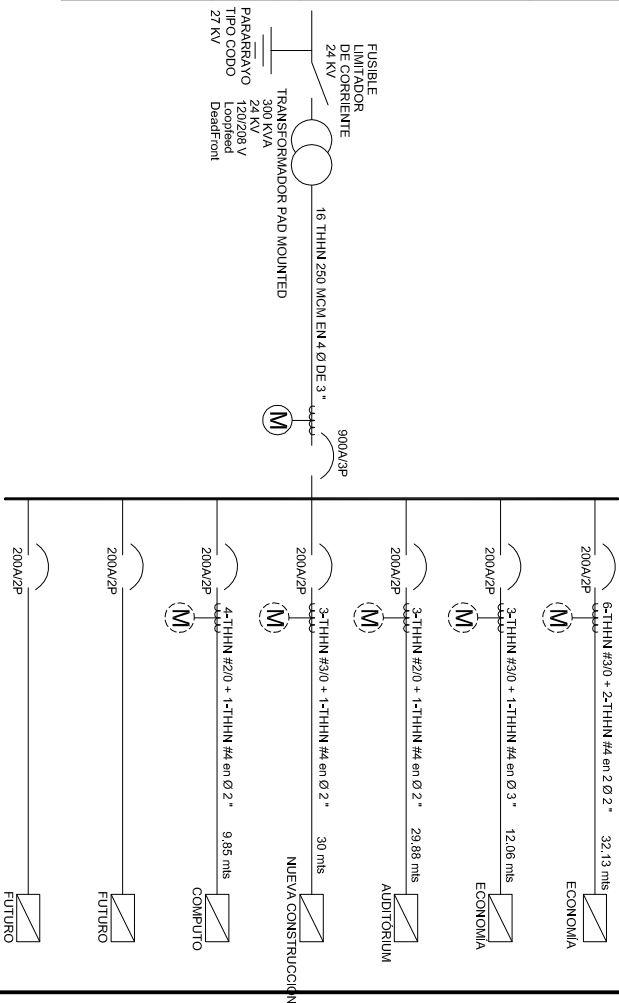 FUSIBLE
LIMITADOR
DE CORRIENTE
24 KV
PARARRAYO
TIPO CODO
27 KV
TRANSFORMADOR PAD MOUNTED
300 KVA
24 KV
120/208 V
Loopfeed
DeadFront
16 THHN 250 MCM EN 4 Ø DE 3 "
M
900A/3P
200A/2P
M
6-THHN #3/0 + 2-THHN #4 en 2 Ø 2 "
32,13 mts
ECONOMÍA
200A/2P
M
3-THHN #3/0 + 1-THHN #4 en Ø 3 "
12.06 mts
ECONOMÍA
200A/2P
M
3-THHN #2/0 + 1-THHN #4 en Ø 2 "
29,88 mts
AUDITÓRIUM
200A/2P
M
3-THHN #3/0 + 1-THHN #4 en Ø 2 "
30 mts
NUEVA CONSTRUCCION
200A/2P
M
4-THHN #2/0 + 1-THHN #4 en Ø 2 "
9,85 mts
COMPUTO
200A/2P
FUTURO
200A/2P
FUTURO